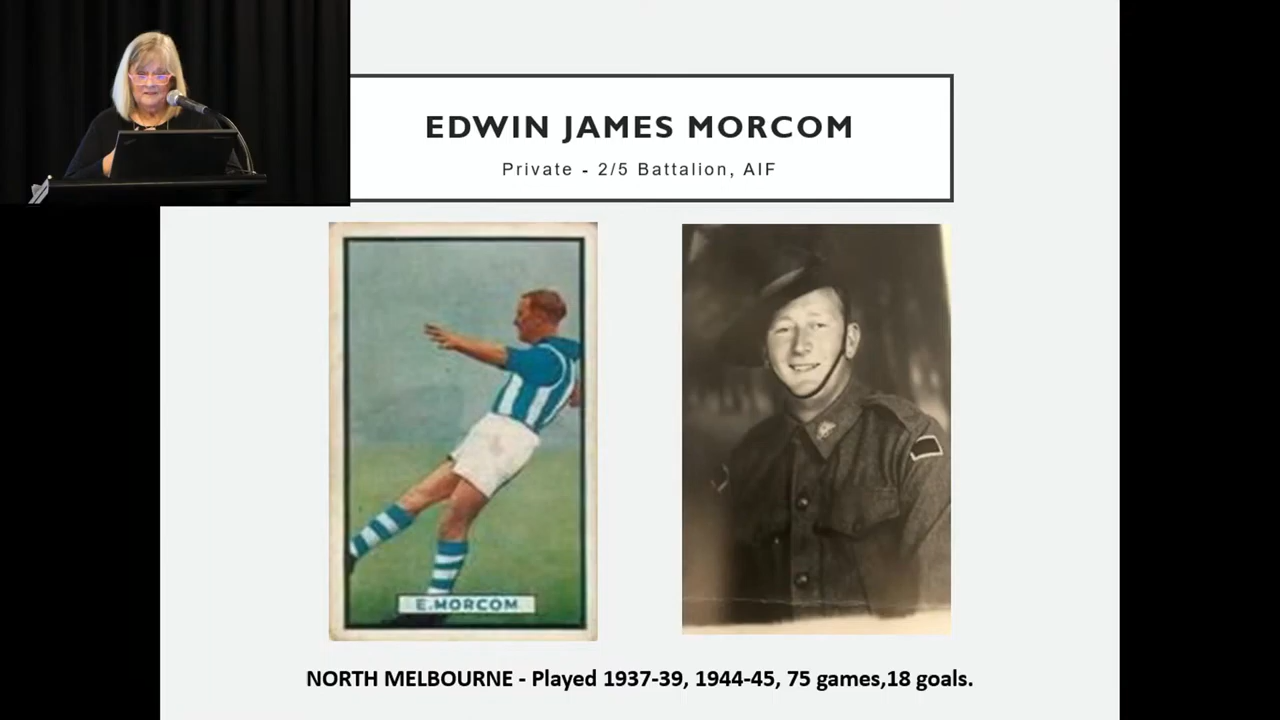 EDWIN JAMES MORCOM
Private - 2/5 Battalion, AIF
E.MORCOM
NORTH MELBOURNE - Played 1937-39, 1944-45, 75 games,18 goals.